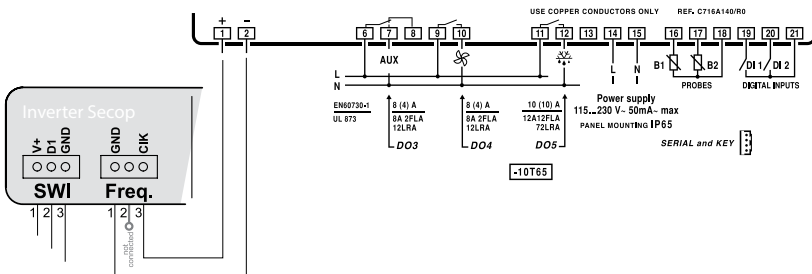 USE COPPER CONDUCTORS ONLY REF. C716A140/R0
+ −
1 2 6 7 8 9 10 11 12 13 14 15 16 17 18 19 20 21
AUX
B1 B2 DI 1 DI 2
L
N
L N
PROBES DIGITAL INPUTS
Power supply
115...230 V~ 50mA~ max
PANEL MOUNTING IP65
EN60730-1
UL 873
8 (4) A
8A 2FLA
12LRA
DO3
8 (4) A
8A 2FLA
12LRA
DO4
10 (10) A
12A12FLA
72LRA
DO5
SERIAL and KEY
-10T65
Inverter Secop
V+ D1 GND
GND ClK
SWI Freq.
1 2 3 1 2 3
not
connected